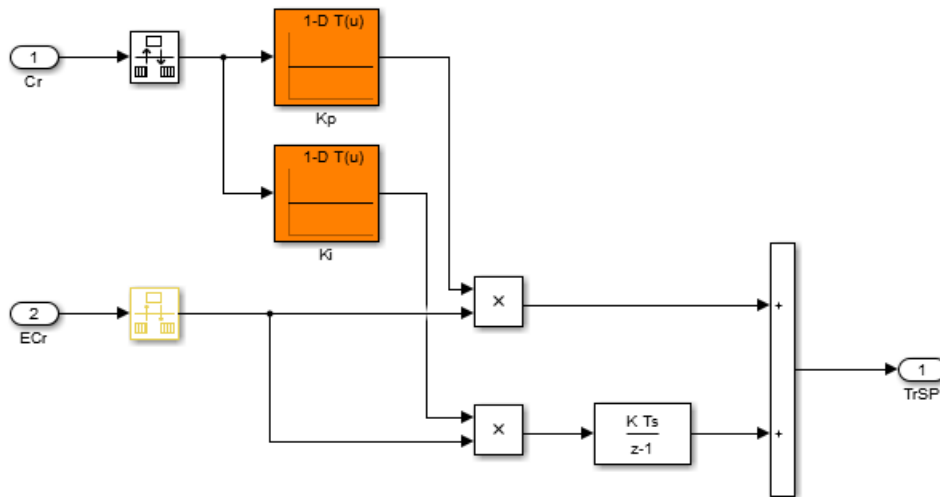 1
Cr
1-D T(u)
Kp
1-D T(u)
Ki
2
ECr
×
+
1
TrSP
×
K Ts
z-1
+